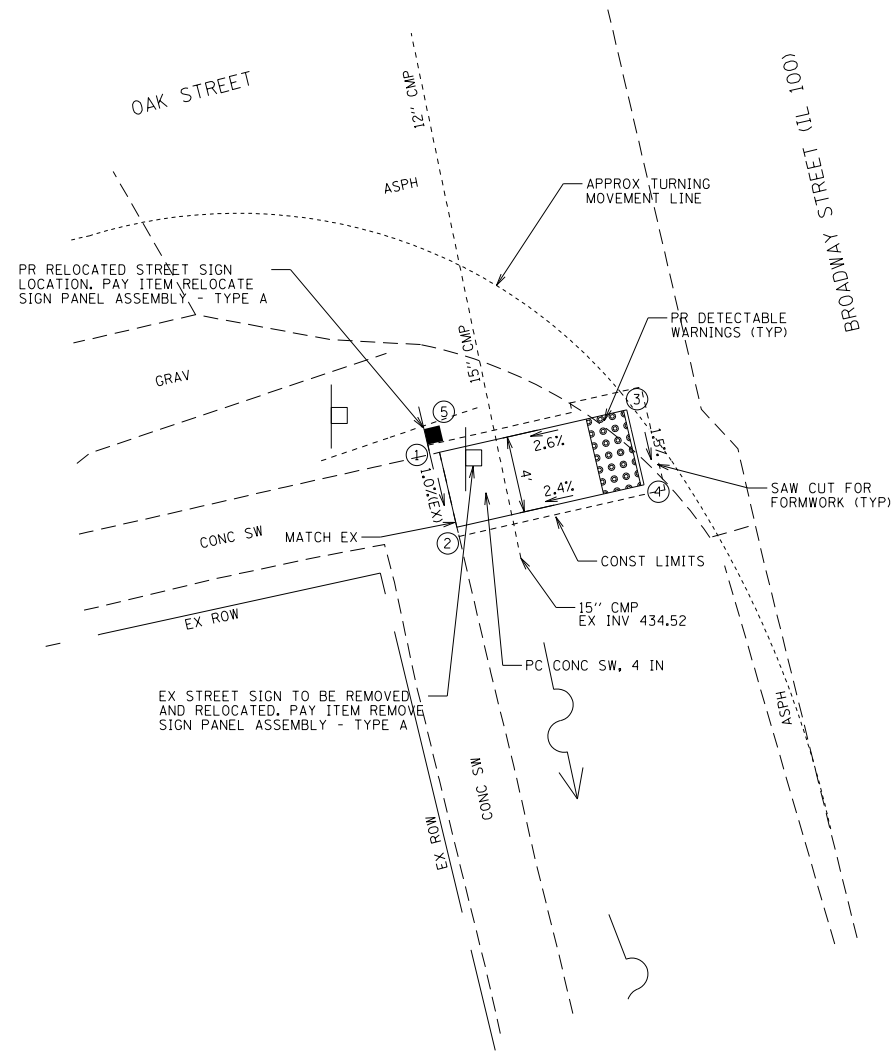 OAK STREET
12" CMP
ASPH
BROADWAY STREET (IL 100)
APPROX TURNING
MOVEMENT LINE
PR RELOCATED STREET SIGN
LOCATION. PAY ITEM RELOCATE
SIGN PANEL ASSEMBLY - TYPE A
PR DETECTABLE
WARNINGS (TYP)
15" CMP
GRAV
5
3
1
2.6%
1.5%
1.0%(EX)
4'
2.4%
4
SAW CUT FOR
FORMWORK (TYP)
CONC SW
MATCH EX
2
CONST LIMITS
15" CMP
EX INV 434.52
EX ROW
PC CONC SW, 4 IN
EX STREET SIGN TO BE REMOVED
AND RELOCATED. PAY ITEM REMOVE
SIGN PANEL ASSEMBLY - TYPE A
ASPH
CONC SW
EX ROW